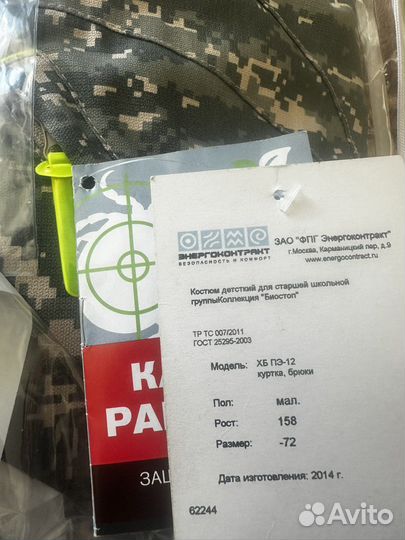 ЭНЕРГОКОНТРАКТ
БЕЗОПАСНОСТЬ И КОМФОРТ
ЗАО "ФПГ Энергоконтракт"
г.Москва, Карманицкий пер, д.9
www.energocontract.ru
Костюм детсткий для старшей школьной
группыКоллекция "Биостоп"
ТР ТС 007/2011
ГОСТ 25295-2003
Модель: ХБ ПЭ-12
куртка, брюки
Пол: мал.
Рост: 158
Размер: -72
Дата изготовления: 2014 г.
62244
КА
РАБ
ЗАЩ
Avito